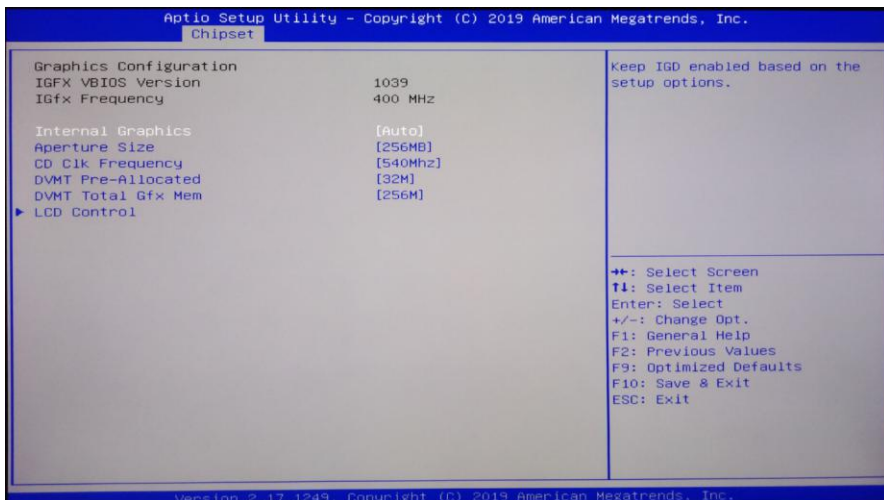 Aptio Setup Utility – Copyright (C) 2019 American Megatrends, Inc.
Chipset
Graphics Configuration
IGFX VBIOS Version 1039
IGfx Frequency 400 MHz
Internal Graphics [Auto]
Aperture Size [256MB]
CD Clk Frequency [540Mhz]
DVMT Pre-Allocated [32M]
DVMT Total Gfx Mem [256M]
► LCD Control
Keep IGD enabled based on the
setup options.
→←: Select Screen
↑↓: Select Item
Enter: Select
+/-: Change Opt.
F1: General Help
F2: Previous Values
F9: Optimized Defaults
F10: Save & Exit
ESC: Exit
Version 2.17.1249. Copyright (C) 2019 American Megatrends, Inc.